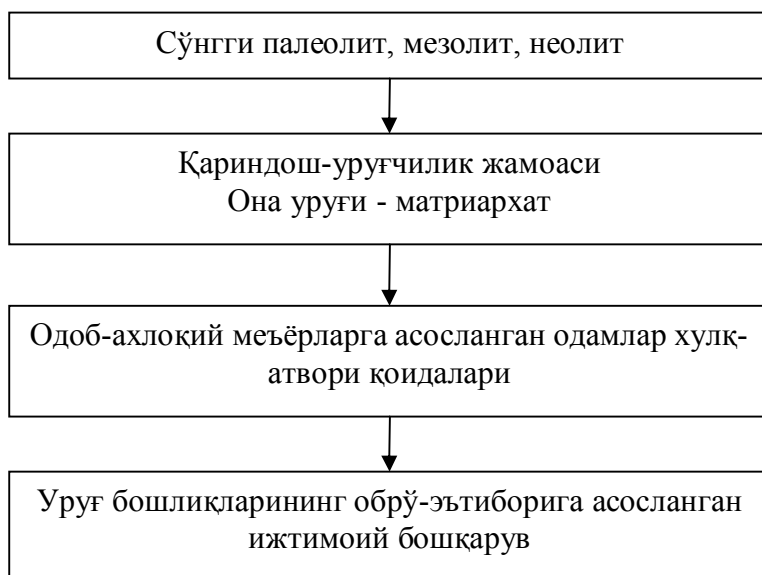 Сўнгги палеолит, мезолит, неолит
Қариндош-уруғчилик жамоаси
Она уруғи - матриархат
Одоб-ахлоқий меъёрларга асосланган одамлар хулқ-
атвори қоидалари
Уруғ бошлиқларининг обрў-эътиборига асосланган
ижтимоий бошқарув